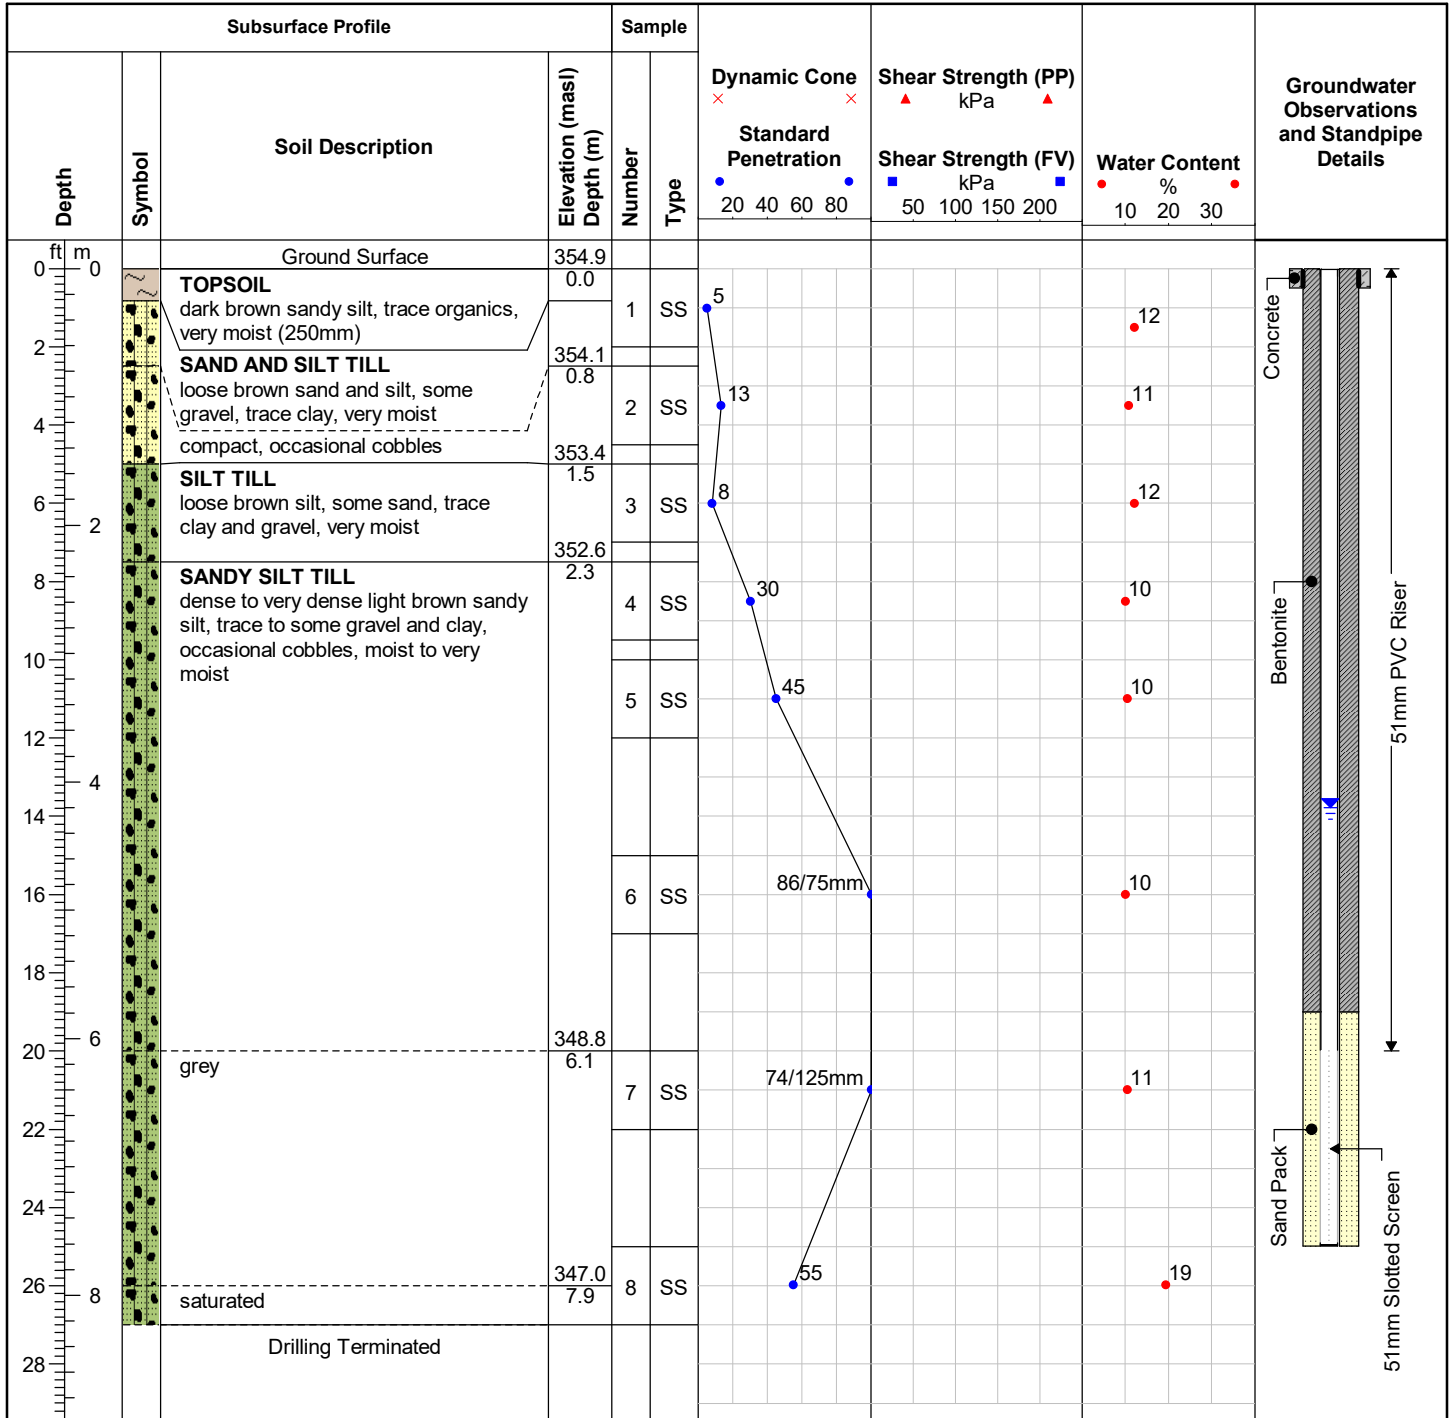 Subsurface Profile
Sample
Depth
Symbol
Soil Description
Elevation (masl)
Depth (m)
Number
Type
Dynamic Cone
Standard
Penetration
20 40 60 80
Shear Strength (PP)
kPa
Shear Strength (FV)
kPa
50 100 150 200
Water Content
%
10 20 30
Groundwater
Observations
and Standpipe
Details
ft m
Ground Surface 354.9
0 0
0.0
TOPSOIL
dark brown sandy silt, trace organics,
very moist (250mm)
1 SS 5 12
2
354.1
0.8
SAND AND SILT TILL
loose brown sand and silt, some
gravel, trace clay, very moist
2 SS 13 11
4
compact, occasional cobbles
353.4
1.5
SILT TILL
loose brown silt, some sand, trace
clay and gravel, very moist
6
3 SS 8 12
2
352.6
2.3
SANDY SILT TILL
dense to very dense light brown sandy
silt, trace to some gravel and clay,
occasional cobbles, moist to very
moist
8
4 SS 30 10
10
5 SS 45 10
12
4
14
16
6 SS 86/75mm 10
18
6
348.8
20
6.1
grey
7 SS 74/125mm 11
22
24
347.0
26
7.9
8
saturated
8 SS 55 19
Drilling Terminated
28
Concrete
Bentonite
51mm PVC Riser
Sand Pack
51mm Slotted Screen